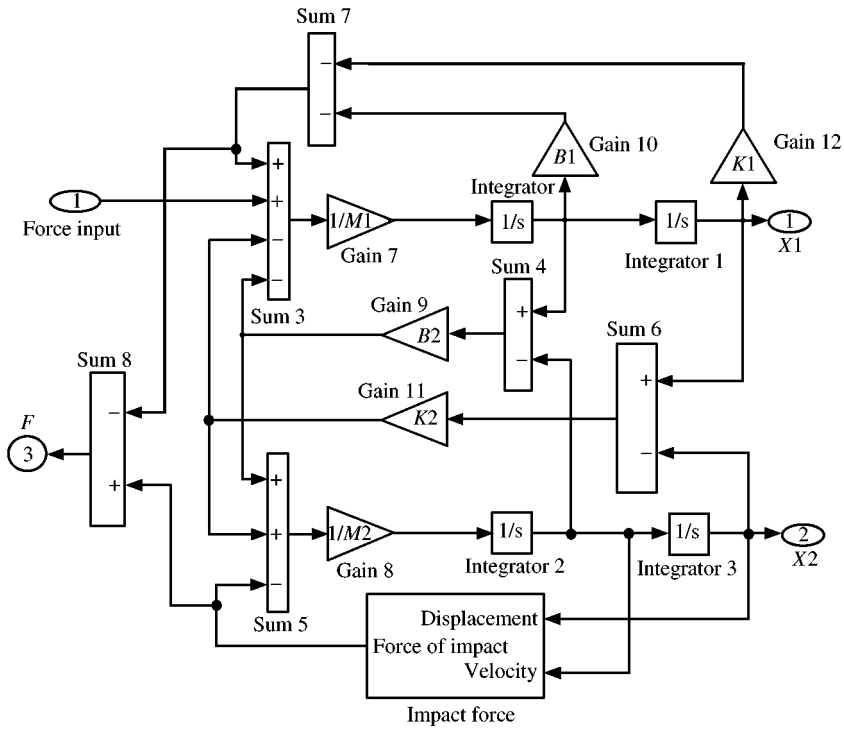 Sum 7
−
−
B1
Gain 10
K1
Gain 12
1
Force input
+
+
−
−
Sum 3
1/M1
Gain 7
Integrator
1/s
1/s
Integrator 1
1
X1
Sum 4
+
−
Gain 9
B2
Sum 6
+
−
Gain 11
K2
Sum 8
−
+
F
3
+
+
−
Sum 5
1/M2
Gain 8
1/s
Integrator 2
1/s
Integrator 3
2
X2
Displacement
Force of impact
Velocity
Impact force